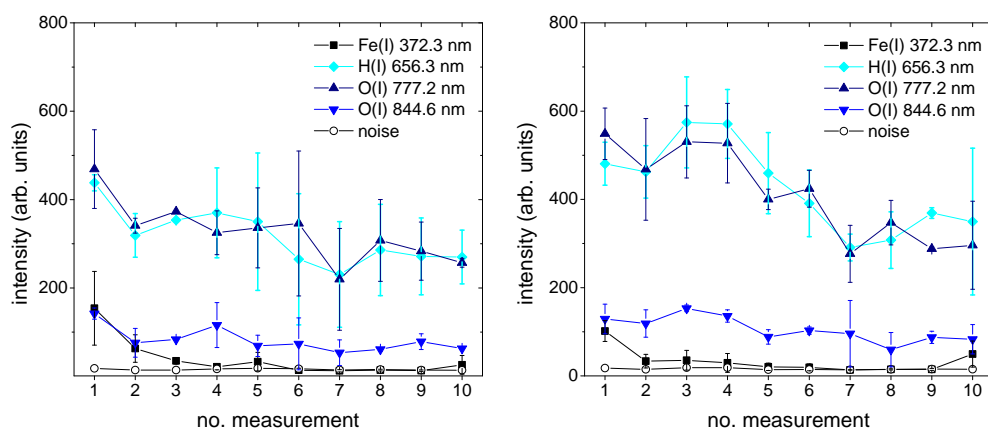 800
600
400
200
intensity (arb. units)
Fe(I) 372.3 nm
H(I) 656.3 nm
O(I) 777.2 nm
O(I) 844.6 nm
noise
1 2 3 4 5 6 7 8 9 10
no. measurement
800
600
400
200
0
intensity (arb. units)
Fe(I) 372.3 nm
H(I) 656.3 nm
O(I) 777.2 nm
O(I) 844.6 nm
noise
1 2 3 4 5 6 7 8 9 10
no. measurement